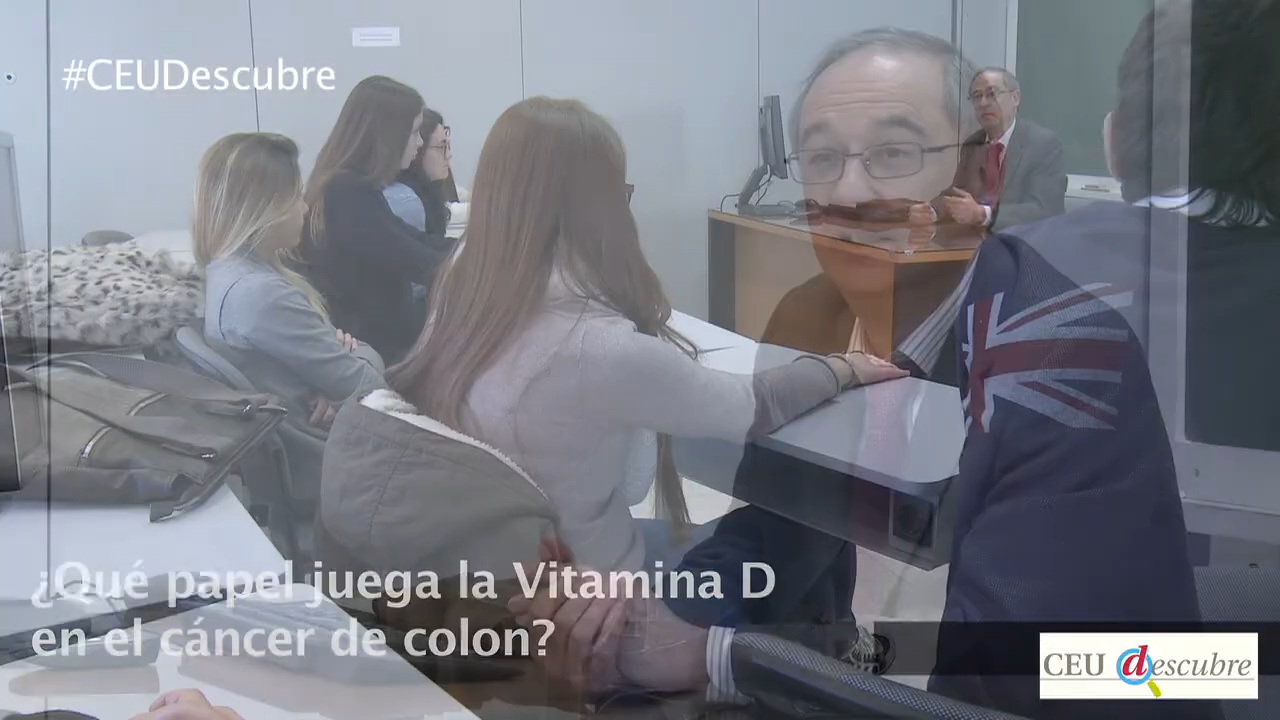 #CEUDescubre
¿Qué papel juega la Vitamina D
en el cáncer de colon?
CEU descubre